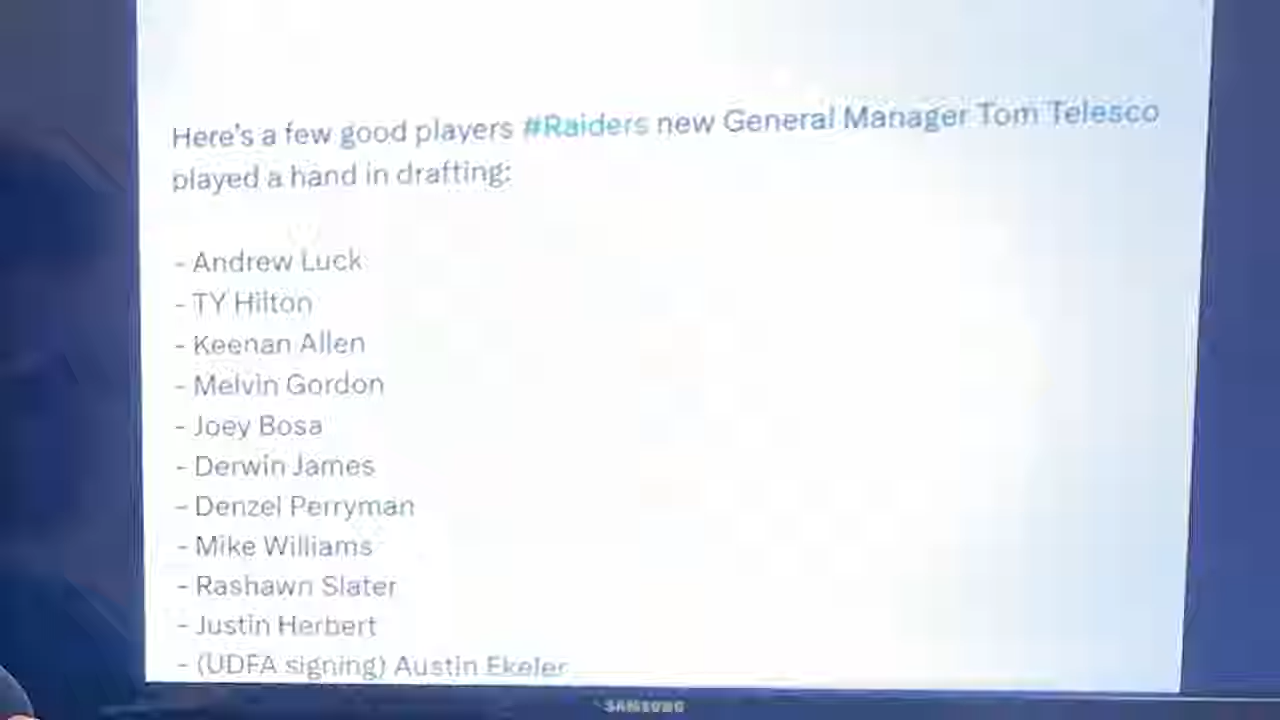 Here's a few good players #Raiders new General Manager Tom Telesco
played a hand in drafting:
- Andrew Luck
- TY Hilton
- Keenan Allen
- Melvin Gordon
- Joey Bosa
- Derwin James
- Denzel Perryman
- Mike Williams
- Rashawn Slater
- Justin Herbert
- (UDFA signing) Austin Ekeler
SAMSUNG